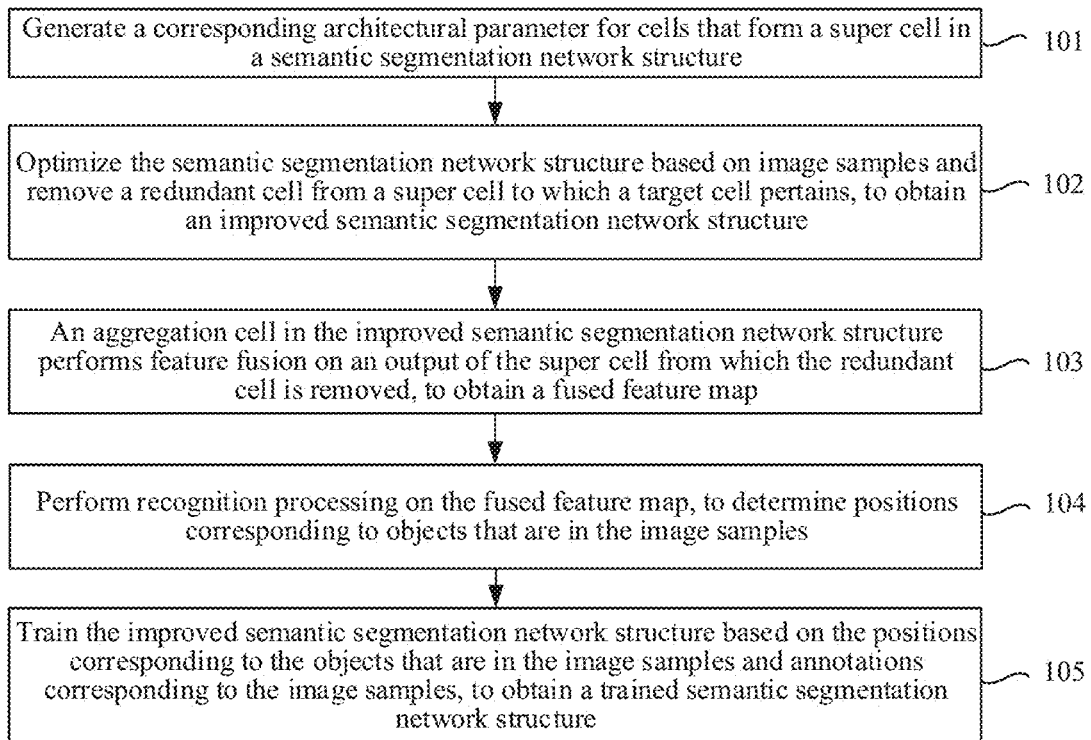 Generate a corresponding architectural parameter for cells that form a super cell in
a semantic segmentation network structure
101
Optimize the semantic segmentation network structure based on image samples and
remove a redundant cell from a super cell to which a target cell pertains, to obtain
an improved semantic segmentation network structure
102
An aggregation cell in the improved semantic segmentation network structure
performs feature fusion on an output of the super cell from which the redundant
cell is removed, to obtain a fused feature map
103
Perform recognition processing on the fused feature map, to determine positions
corresponding to objects that are in the image samples
104
Train the improved semantic segmentation network structure based on the positions
corresponding to the objects that are in the image samples and annotations
corresponding to the image samples, to obtain a trained semantic segmentation
network structure
105